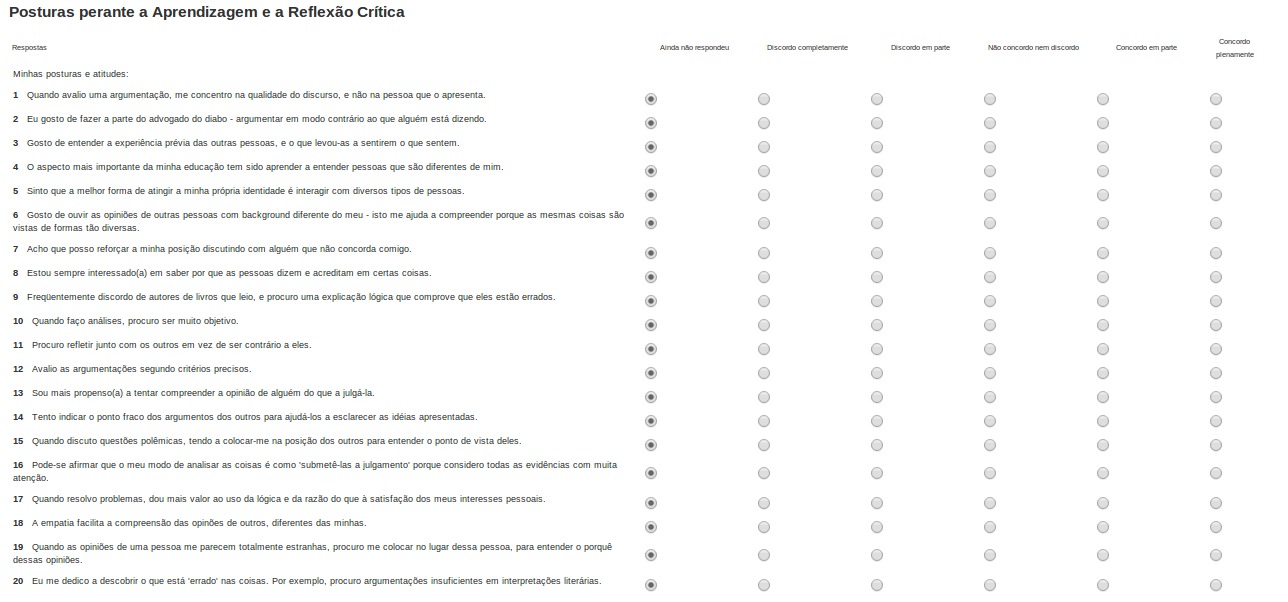 Posturas perante a Aprendizagem e a Reflexão Crítica
Respostas Ainda não respondeu Discordo completamente Discordo em parte Não concordo nem discordo Concordo em parte Concordo
plenamente
Minhas posturas e atitudes:
1 Quando avalio uma argumentação, me concentro na qualidade do discurso, e não na pessoa que o apresenta.
2 Eu gosto de fazer a parte do advogado do diabo - argumentar em modo contrário ao que alguém está dizendo.
3 Gosto de entender a experiência prévia das outras pessoas, e o que levou-as a sentirem o que sentem.
4 O aspecto mais importante da minha educação tem sido aprender a entender pessoas que são diferentes de mim.
5 Sinto que a melhor forma de atingir a minha própria identidade é interagir com diversos tipos de pessoas.
6 Gosto de ouvir as opiniões de outras pessoas com background diferente do meu - isto me ajuda a compreender porque as mesmas coisas são
vistas de formas tão diversas.
7 Acho que posso reforçar a minha posição discutindo com alguém que não concorda comigo.
8 Estou sempre interessado(a) em saber por que as pessoas dizem e acreditam em certas coisas.
9 Freqüentemente discordo de autores de livros que leio, e procuro uma explicação lógica que comprove que eles estão errados.
10 Quando faço análises, procuro ser muito objetivo.
11 Procuro refletir junto com os outros em vez de ser contrário a eles.
12 Avalio as argumentações segundo critérios precisos.
13 Sou mais propenso(a) a tentar compreender a opinião de alguém do que a julgá-la.
14 Tento indicar o ponto fraco dos argumentos dos outros para ajudá-los a esclarecer as idéias apresentadas.
15 Quando discuto questões polêmicas, tendo a colocar-me na posição dos outros para entender o ponto de vista deles.
16 Pode-se afirmar que o meu modo de analisar as coisas é como 'submetê-las a julgamento' porque considero todas as evidências com muita
atenção.
17 Quando resolvo problemas, dou mais valor ao uso da lógica e da razão do que à satisfação dos meus interesses pessoais.
18 A empatia facilita a compreensão das opinões de outros, diferentes das minhas.
19 Quando as opiniões de uma pessoa me parecem totalmente estranhas, procuro me colocar no lugar dessa pessoa, para entender o porquê
dessas opiniões.
20 Eu me dedico a descobrir o que está 'errado' nas coisas. Por exemplo, procuro argumentações insuficientes em interpretações literárias.